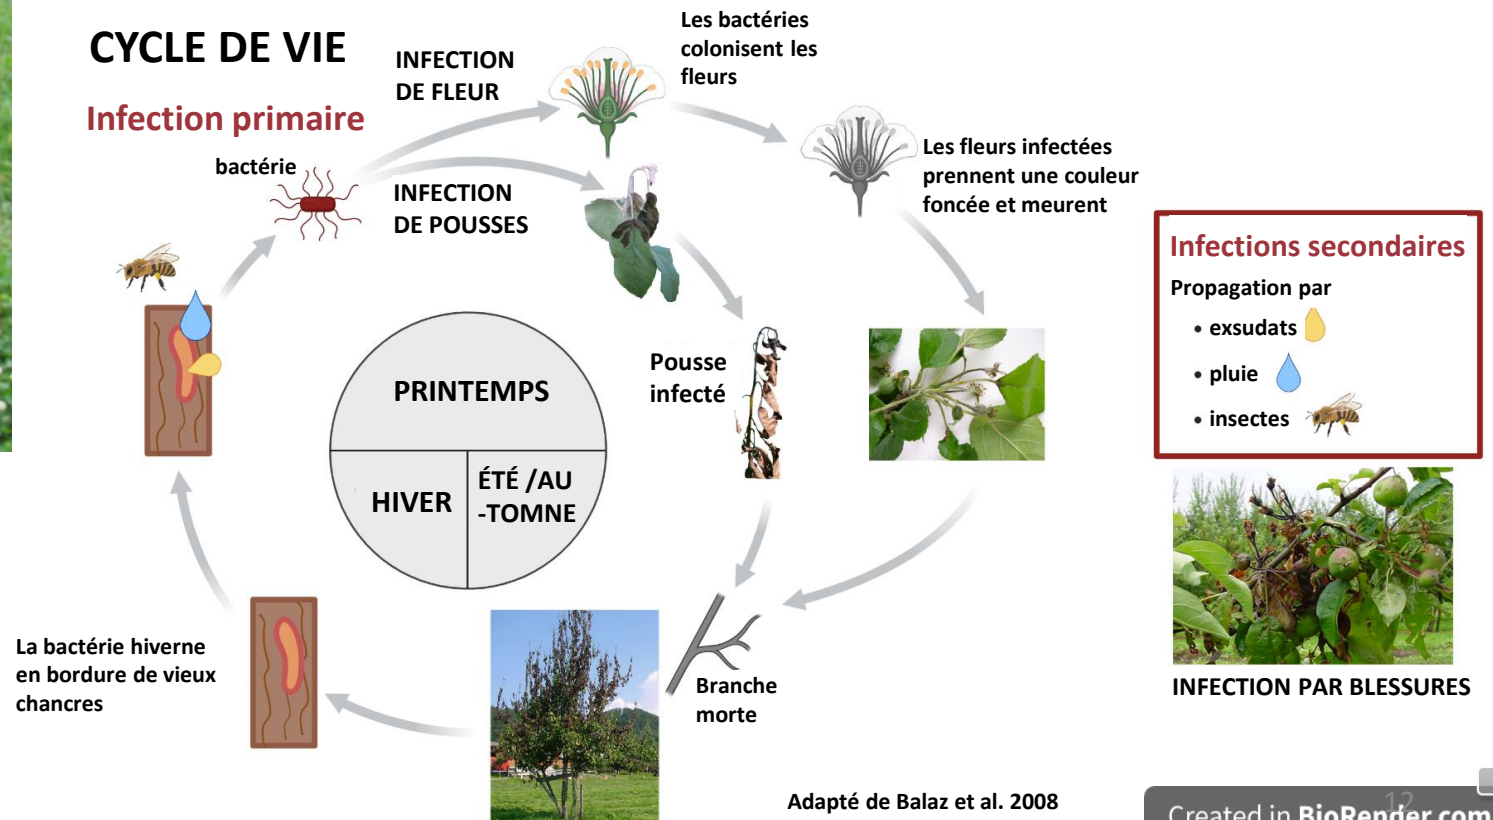 CYCLE DE VIE
Infection primaire
bactérie
INFECTION
DE FLEUR
INFECTION
DE POUSSES
Les bactéries
colonisent les
fleurs
Les fleurs infectées
prennent une couleur
foncée et meurent
Infections secondaires
Propagation par
• exsudats
• pluie
• insectes
PRINTEMPS
HIVER
ÉTÉ /AU
-TOMNE
Pousse
infecté
La bactérie hiverne
en bordure de vieux
chancres
Branche
morte
INFECTION PAR BLESSURES
Adapté de Balaz et al. 2008
Created in BioRender.com
12